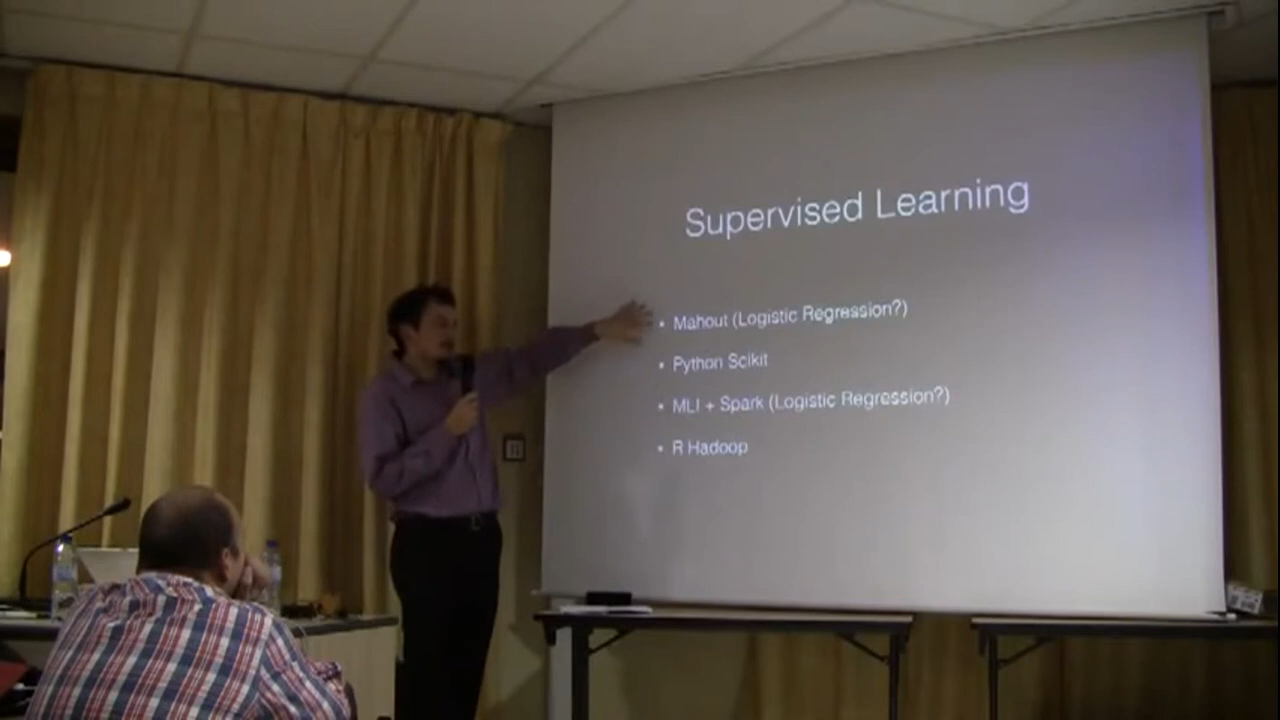 Supervised Learning
• Mahout (Logistic Regression?)
• Python Scikit
• MLI + Spark (Logistic Regression?)
• R Hadoop